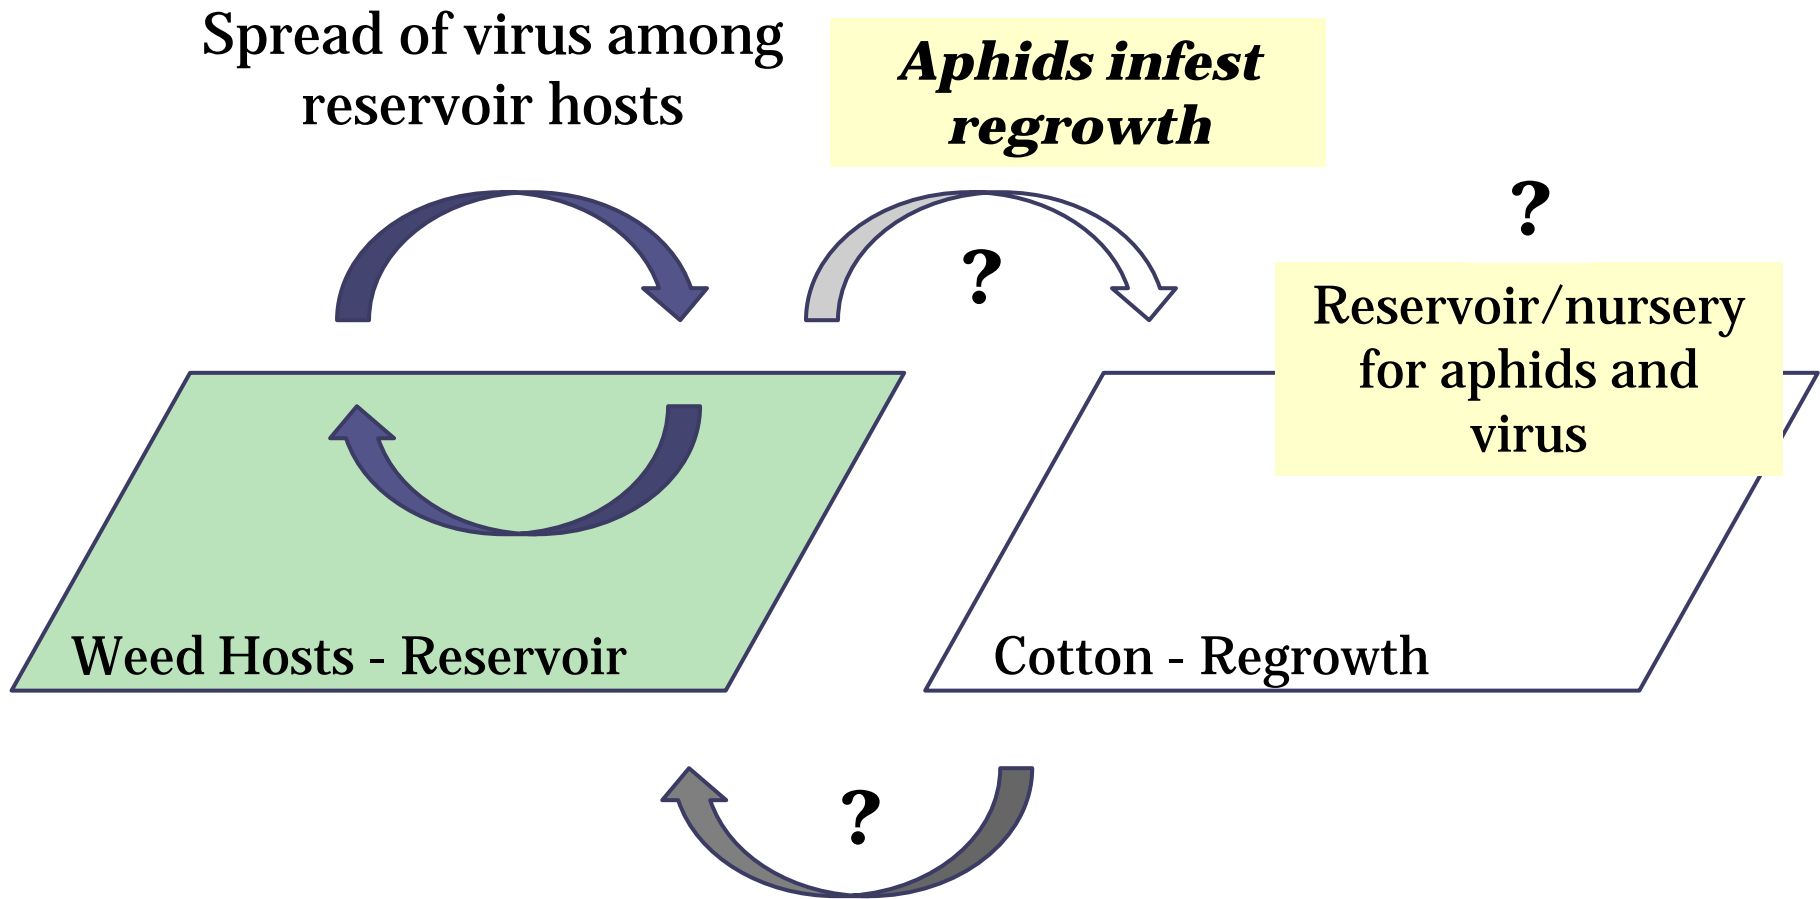 Spread of virus among
reservoir hosts
Aphids infest
regrowth
?
?
Reservoir/nursery
for aphids and
virus
Weed Hosts - Reservoir
Cotton - Regrowth
?